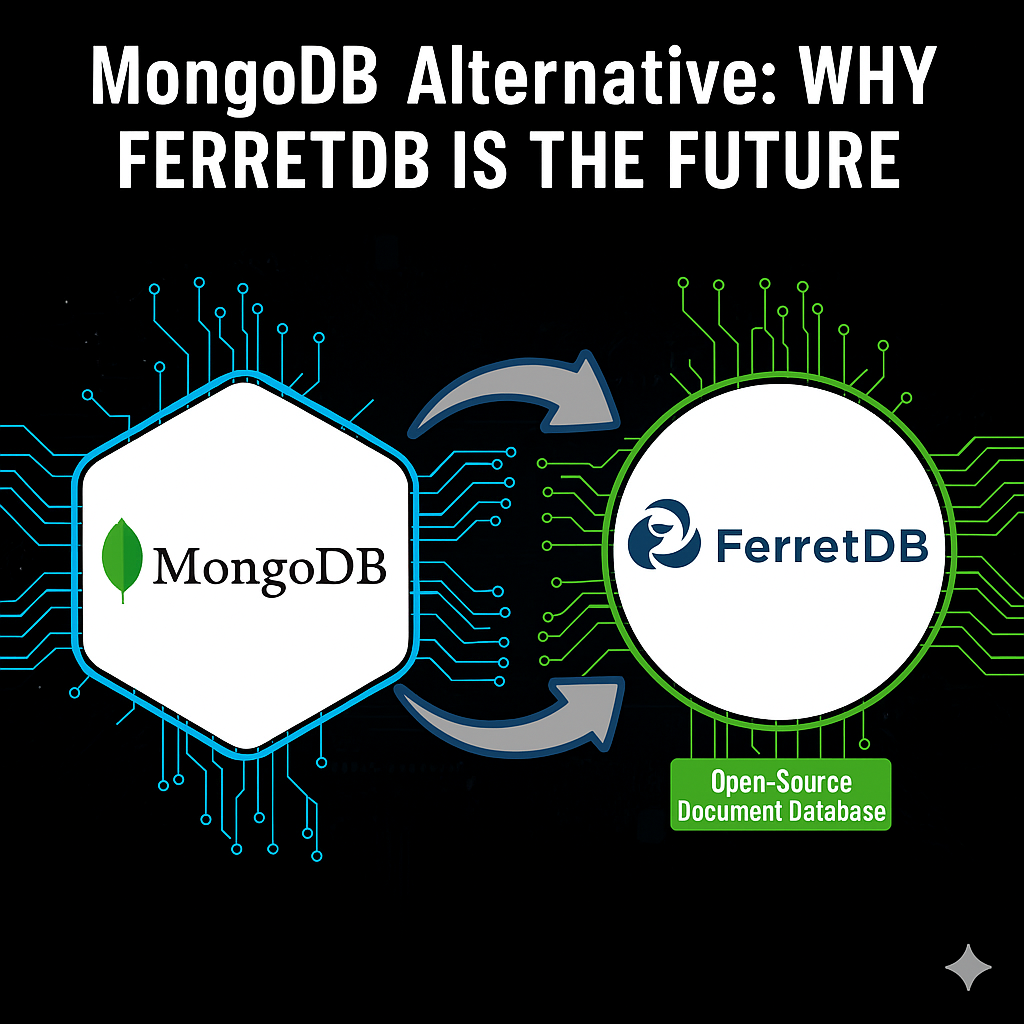 MongoDB Alternative: WHY
FERRETDB IS THE FUTURE
MongoDB
FerretDB
Open-Source
Document Database